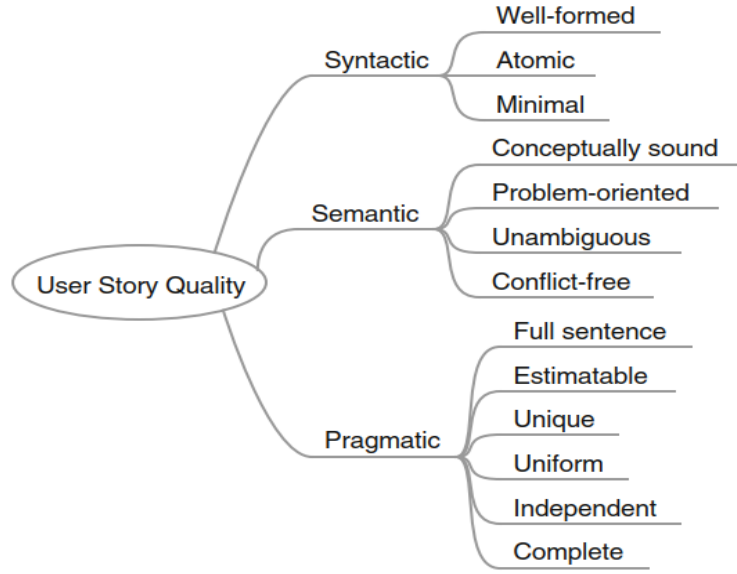 User Story Quality
Syntactic
Well-formed
Atomic
Minimal
Semantic
Conceptually sound
Problem-oriented
Unambiguous
Conflict-free
Pragmatic
Full sentence
Estimatable
Unique
Uniform
Independent
Complete